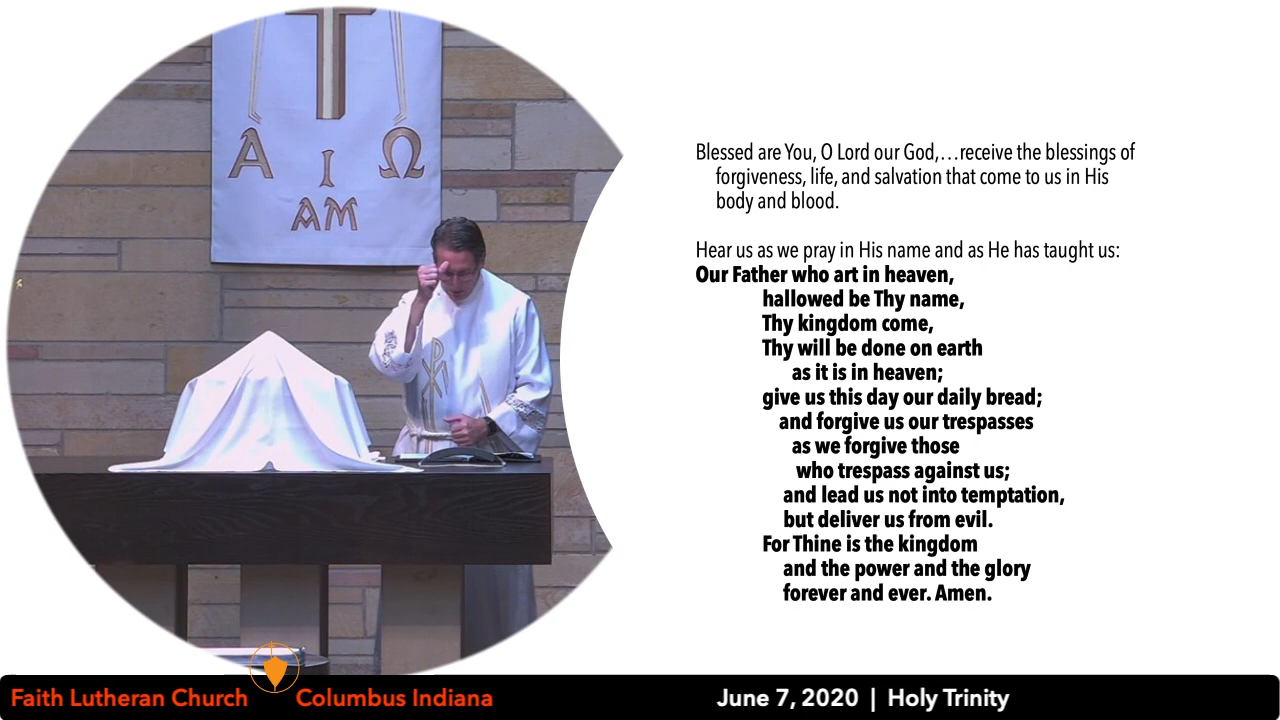 Α Ω
I
AM
Blessed are You, O Lord our God,…receive the blessings of
forgiveness, life, and salvation that come to us in His
body and blood.
Hear us as we pray in His name and as He has taught us:
Our Father who art in heaven,
hallowed be Thy name,
Thy kingdom come,
Thy will be done on earth
as it is in heaven;
give us this day our daily bread;
and forgive us our trespasses
as we forgive those
who trespass against us;
and lead us not into temptation,
but deliver us from evil.
For Thine is the kingdom
and the power and the glory
forever and ever. Amen.
Faith Lutheran Church Columbus Indiana June 7, 2020 | Holy Trinity